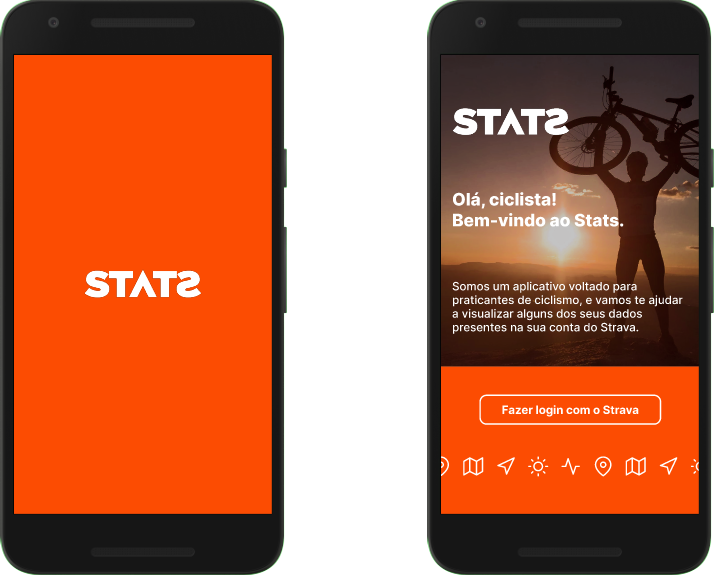 STATS
STATS
Olá, ciclista!
Bem-vindo ao Stats.
Somos um aplicativo voltado para
praticantes de ciclismo, e vamos te ajudar
a visualizar alguns dos seus dados
presentes na sua conta do Strava.
Fazer login com o Strava